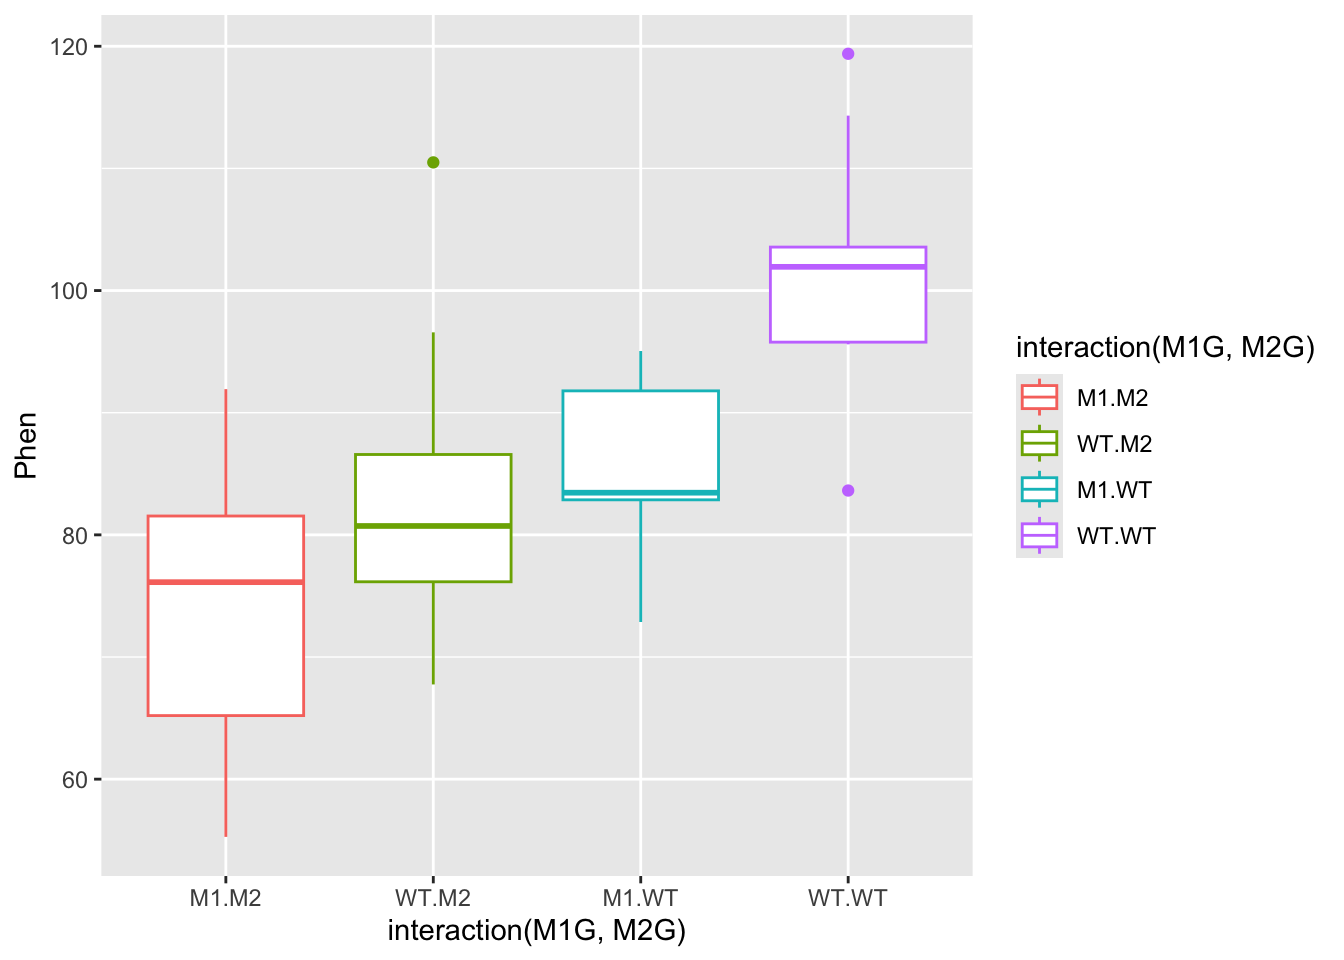 120
100
80
60
Phen
M1.M2
WT.M2
M1.WT
WT.WT
interaction(M1G, M2G)
interaction(M1G, M2G)
M1.M2
WT.M2
M1.WT
WT.WT